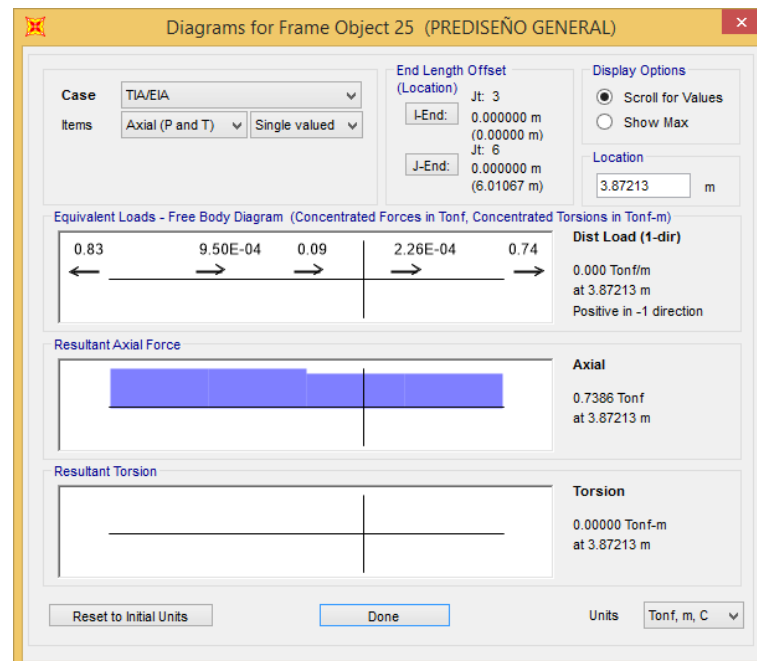 Diagrams for Frame Object 25 (PREDISEÑO GENERAL)
Case
TIA/EIA
Items
Axial (P and T)
Single valued
End Length Offset
(Location)
Jt: 3
I-End:
0.000000 m
(0.00000 m)
Jt: 6
J-End:
0.000000 m
(6.01067 m)
Display Options
Scroll for Values
Show Max
Location
3.87213
m
Equivalent Loads - Free Body Diagram (Concentrated Forces in Tonf, Concentrated Torsions in Tonf-m)
0.83
9.50E-04
0.09
2.26E-04
0.74
Dist Load (1-dir)
0.000 Tonf/m
at 3.87213 m
Positive in -1 direction
Resultant Axial Force
Axial
0.7386 Tonf
at 3.87213 m
Resultant Torsion
Torsion
0.00000 Tonf-m
at 3.87213 m
Reset to Initial Units
Done
Units
Tonf, m, C